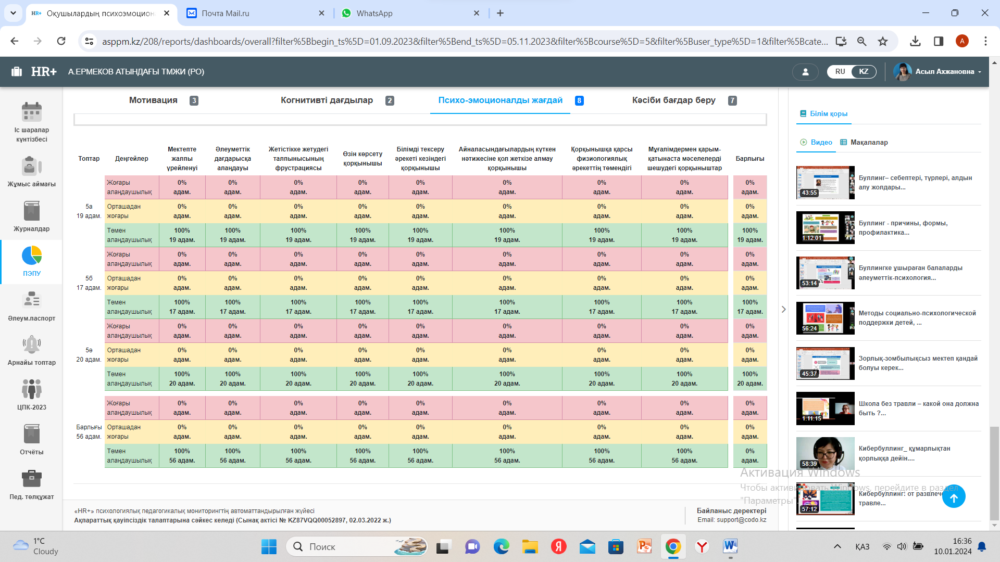 Оқушылардың психоэмоцион
Почта Mail.ru
WhatsApp
asppm.kz/208/reports/dashboards/overall?filter%5Bbegin_ts%5D=01.09.2023&filter%5Bend_ts%5D=05.11.2023&filter%5Bcourse%5D=5&filter%5Buser_type%5D=1&filter%5Bcate...
A
HR+ А.ЕРМЕКОВ АТЫНДАҒЫ ТМЖИ (РО)
RU KZ
Асыл Ахжановна
Іс шаралар
күнтізбесі
Жұмыс аймағы
Журналдар
ПЭПУ
Әлеум.паспорт
Арнайы топтар
ЦПК-2023
Отчёты
Пед. төлқұжат
Мотивация 3 Когнитивті дағдылар 2 Психо-эмоционалды жағдай 8 Кәсіби бағдар беру 7
Топтар
Деңгейлер
Мектепте
жалпы
үрейленуі
Әлеуметтік
дағдарысқа
алаңдауы
Жетістікке жетудегі
талпынысының
фрустрациясы
Өзін көрсету
қорқынышы
Білімді тексеру
әрекеті кезіндегі
қорқынышы
Айналасындағылардың күткен
нәтижесіне қол жеткізе алмау
қорқынышы
Қорқынышқа қарсы
физиологиялық
әрекеттің төмендігі
Мұғалімдермен қарым-
қатынаста мәселелерді
шешудегі қорқыныштар
Барлығы
5а
19 адам.
Жоғары 0% 0% 0% 0% 0% 0% 0% 0% 0%
алаңдаушылық адам. адам. адам. адам. адам. адам. адам. адам. адам.
Орташадан 0% 0% 0% 0% 0% 0% 0% 0% 0%
жоғары адам. адам. адам. адам. адам. адам. адам. адам. адам.
Төмен 100% 100% 100% 100% 100% 100% 100% 100% 100%
алаңдаушылық 19 адам. 19 адам. 19 адам. 19 адам. 19 адам. 19 адам. 19 адам. 19 адам. 19 адам.
5б
17 адам.
Жоғары 0% 0% 0% 0% 0% 0% 0% 0% 0%
алаңдаушылық адам. адам. адам. адам. адам. адам. адам. адам. адам.
Орташадан 0% 0% 0% 0% 0% 0% 0% 0% 0%
жоғары адам. адам. адам. адам. адам. адам. адам. адам. адам.
Төмен 100% 100% 100% 100% 100% 100% 100% 100% 100%
алаңдаушылық 17 адам. 17 адам. 17 адам. 17 адам. 17 адам. 17 адам. 17 адам. 17 адам. 17 адам.
5ә
20 адам.
Жоғары 0% 0% 0% 0% 0% 0% 0% 0% 0%
алаңдаушылық адам. адам. адам. адам. адам. адам. адам. адам. адам.
Орташадан 0% 0% 0% 0% 0% 0% 0% 0% 0%
жоғары адам. адам. адам. адам. адам. адам. адам. адам. адам.
Төмен 100% 100% 100% 100% 100% 100% 100% 100% 100%
алаңдаушылық 20 адам. 20 адам. 20 адам. 20 адам. 20 адам. 20 адам. 20 адам. 20 адам. 20 адам.
Барлығы
56 адам.
Жоғары 0% 0% 0% 0% 0% 0% 0% 0% 0%
алаңдаушылық адам. адам. адам. адам. адам. адам. адам. адам. адам.
Орташадан 0% 0% 0% 0% 0% 0% 0% 0% 0%
жоғары адам. адам. адам. адам. адам. адам. адам. адам. адам.
Төмен 100% 100% 100% 100% 100% 100% 100% 100% 0%
алаңдаушылық 56 адам. 56 адам. 56 адам. 56 адам. 56 адам. 56 адам. 56 адам. 56 адам. адам.
«HR+» психологиялық педагогикалық мониторингтің автоматтандырылған жүйесі
Ақпараттық қауіпсіздік талаптарына сәйкес келеді (Сынақ актісі № KZ87VQQ00052897, 02.03.2022 ж.)
Байланыс деректері
Email: support@codo.kz
Білім қоры
Видео Мақалалар
43:55
Буллинг– себептері, түрлері, алдын
алу жолдары...
1:12:01
Буллинг - причины, формы,
профилактика...
53:14
Буллингке ұшыраған балаларды
әлеуметтік-психология...
56:24
Методы социально-психологической
поддержки детей, ...
45:37
Зорлық-зомбылықсыз мектеп қандай
болуы керек...
1:11:15
Школа без травли – какой она должна
быть ?...
58:39
Кибербуллинг_ құмарлықтан
қорлыққа дейін....
57:12
Кибербуллинг: от развлече
травле...
Активация Windows
Чтобы активировать Windows, перейдите в раздел
"Параметры"
1°C
Cloudy
Поиск
ҚАЗ
16:36
10.01.2024